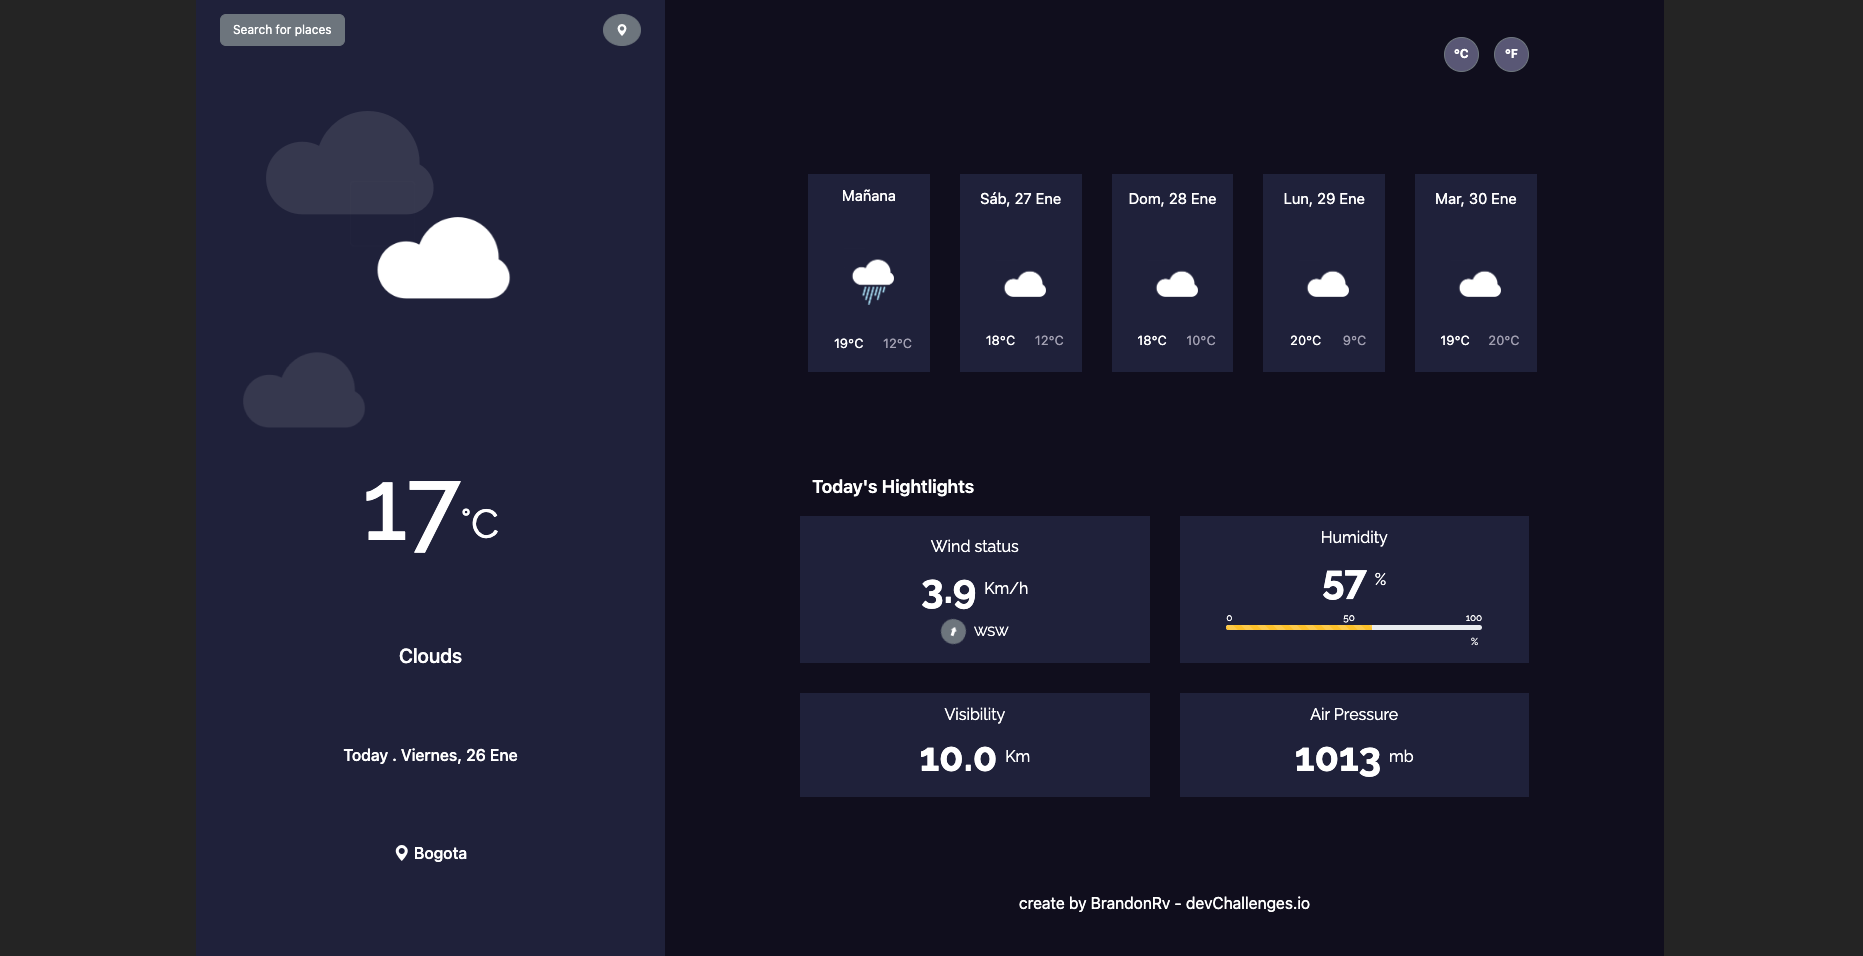 Search for places
17°C
Clouds
Today . Viernes, 26 Ene
Bogota
°C °F
Mañana
19°C 12°C
Sáb, 27 Ene
18°C 12°C
Dom, 28 Ene
18°C 10°C
Lun, 29 Ene
20°C 9°C
Mar, 30 Ene
19°C 20°C
Today's Hightlights
Wind status
3.9 Km/h
WSW
Humidity
57 %
0 50 100
%
Visibility
10.0 Km
Air Pressure
1013 mb
create by BrandonRv - devChallenges.io